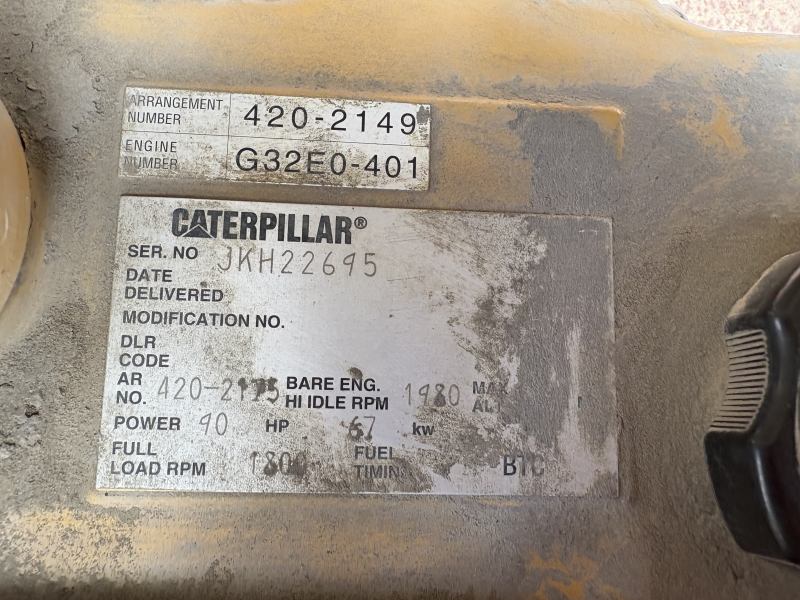 ARRANGEMENT NUMBER 420-2149
ENGINE NUMBER G32E0-401
CATERPILLAR®
SER. NO JKH22695
DATE DELIVERED
MODIFICATION NO.
DLR CODE
AR NO. BARE ENG. HI IDLE RPM 1980
POWER 90 HP 67 kw
FULL LOAD RPM 1800 FUEL